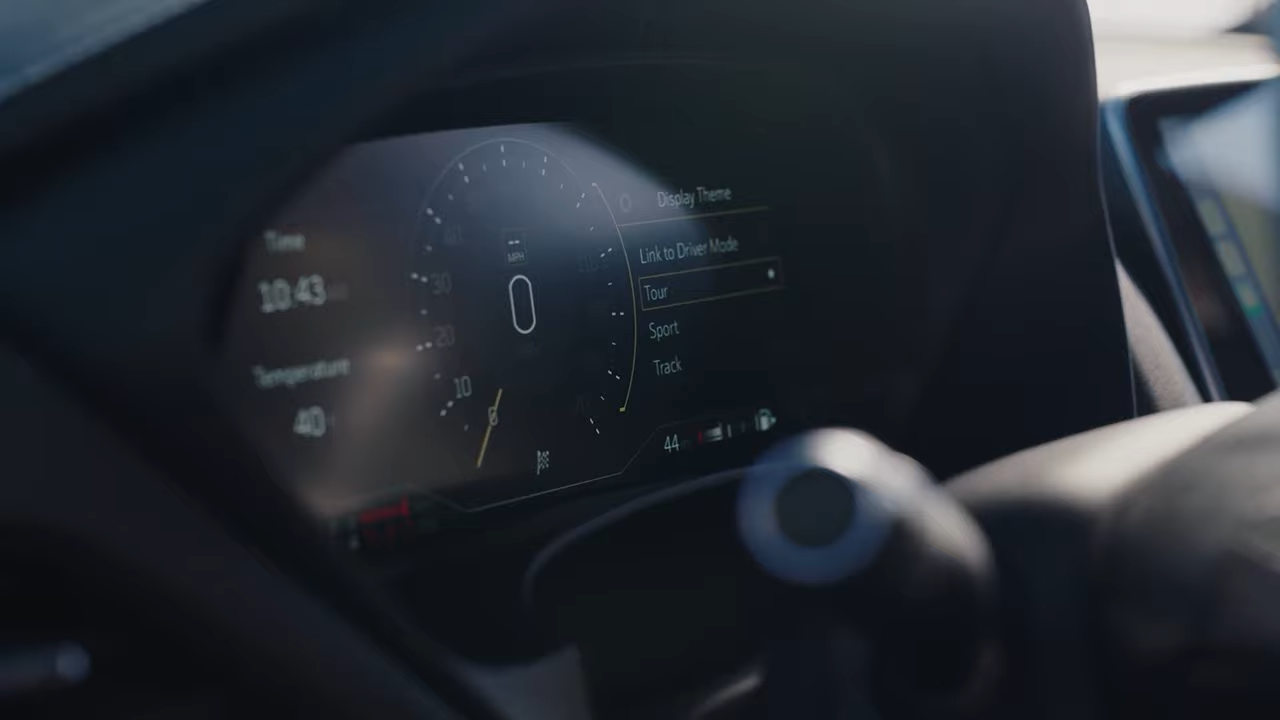 Time
10:43
Temperature
40
30
20
10
0
MPH
0
Display Theme
Link to Driver Mode
Tour
Sport
Track
44